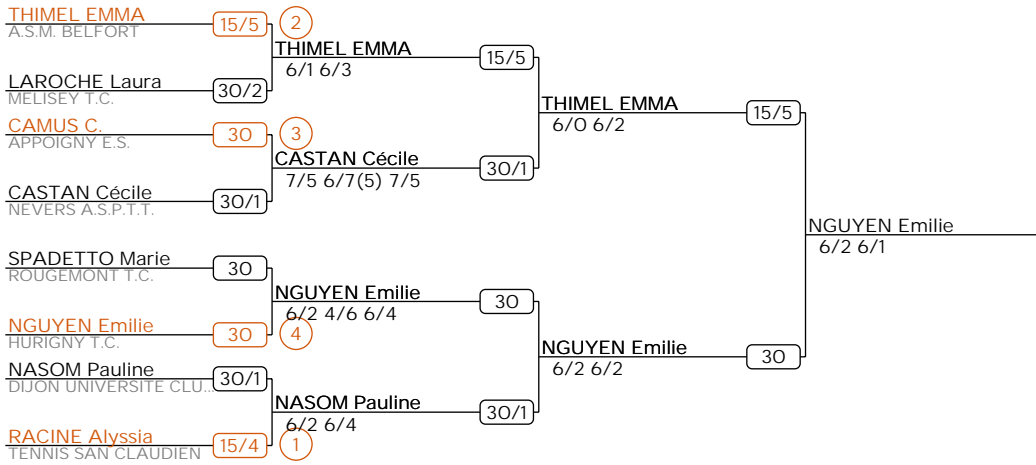 THIMEL EMMA
A.S.M. BELFORT
15/5
2
THIMEL EMMA
6/1 6/3
15/5
LAROCHE Laura
MELISEY T.C.
30/2
THIMEL EMMA
6/0 6/2
15/5
CAMUS C.
APPOIGNY E.S.
30
3
CASTAN Cécile
7/5 6/7(5) 7/5
30/1
CASTAN Cécile
NEVERS A.S.P.T.T.
30/1
NGUYEN Emilie
6/2 6/1
SPADETTO Marie
ROUGEMONT T.C.
30
NGUYEN Emilie
6/2 4/6 6/4
30
NGUYEN Emilie
HURIGNY T.C.
30
4
NGUYEN Emilie
6/2 6/2
30
NASOM Pauline
DIJON UNIVERSITE CLU...
30/1
NASOM Pauline
6/2 6/4
30/1
RACINE Alyssia
TENNIS SAN CLAUDIEN
15/4
1